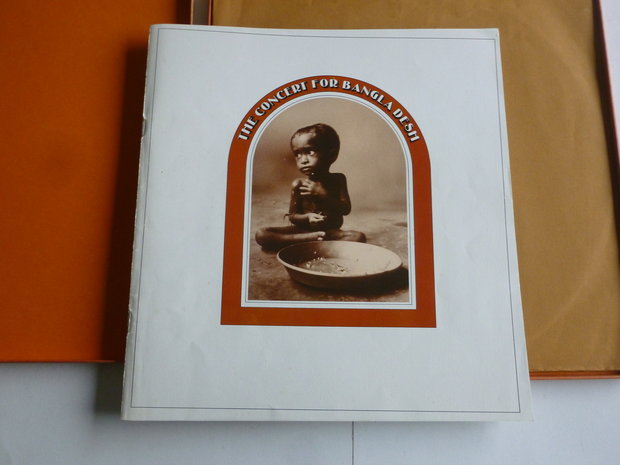 THE CONCERT FOR BANGLA DESH